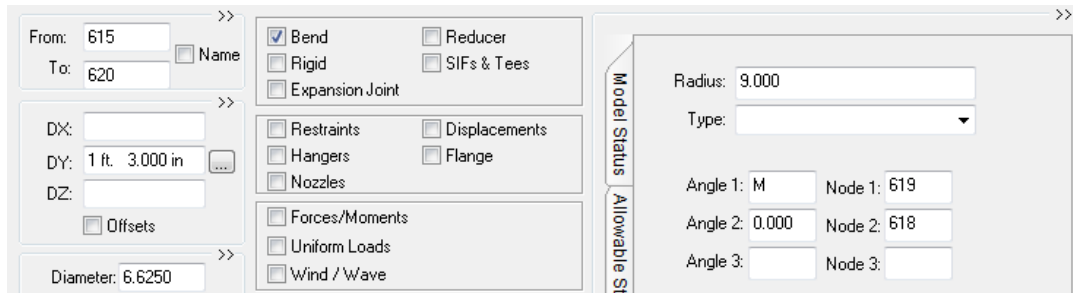 >>
From: 615
Name
To: 620
>>
DX:
DY: 1 ft. 3.000 in ...
DZ:
Offsets
>>
Diameter: 6.6250
Bend Reducer
Rigid SIFs & Tees
Expansion Joint
Restraints Displacements
Hangers Flange
Nozzles
Forces/Moments
Uniform Loads
Wind / Wave
>>
Model Status
Allowable St
Radius: 9.000
Type:
Angle 1: M Node 1: 619
Angle 2: 0.000 Node 2: 618
Angle 3: Node 3: